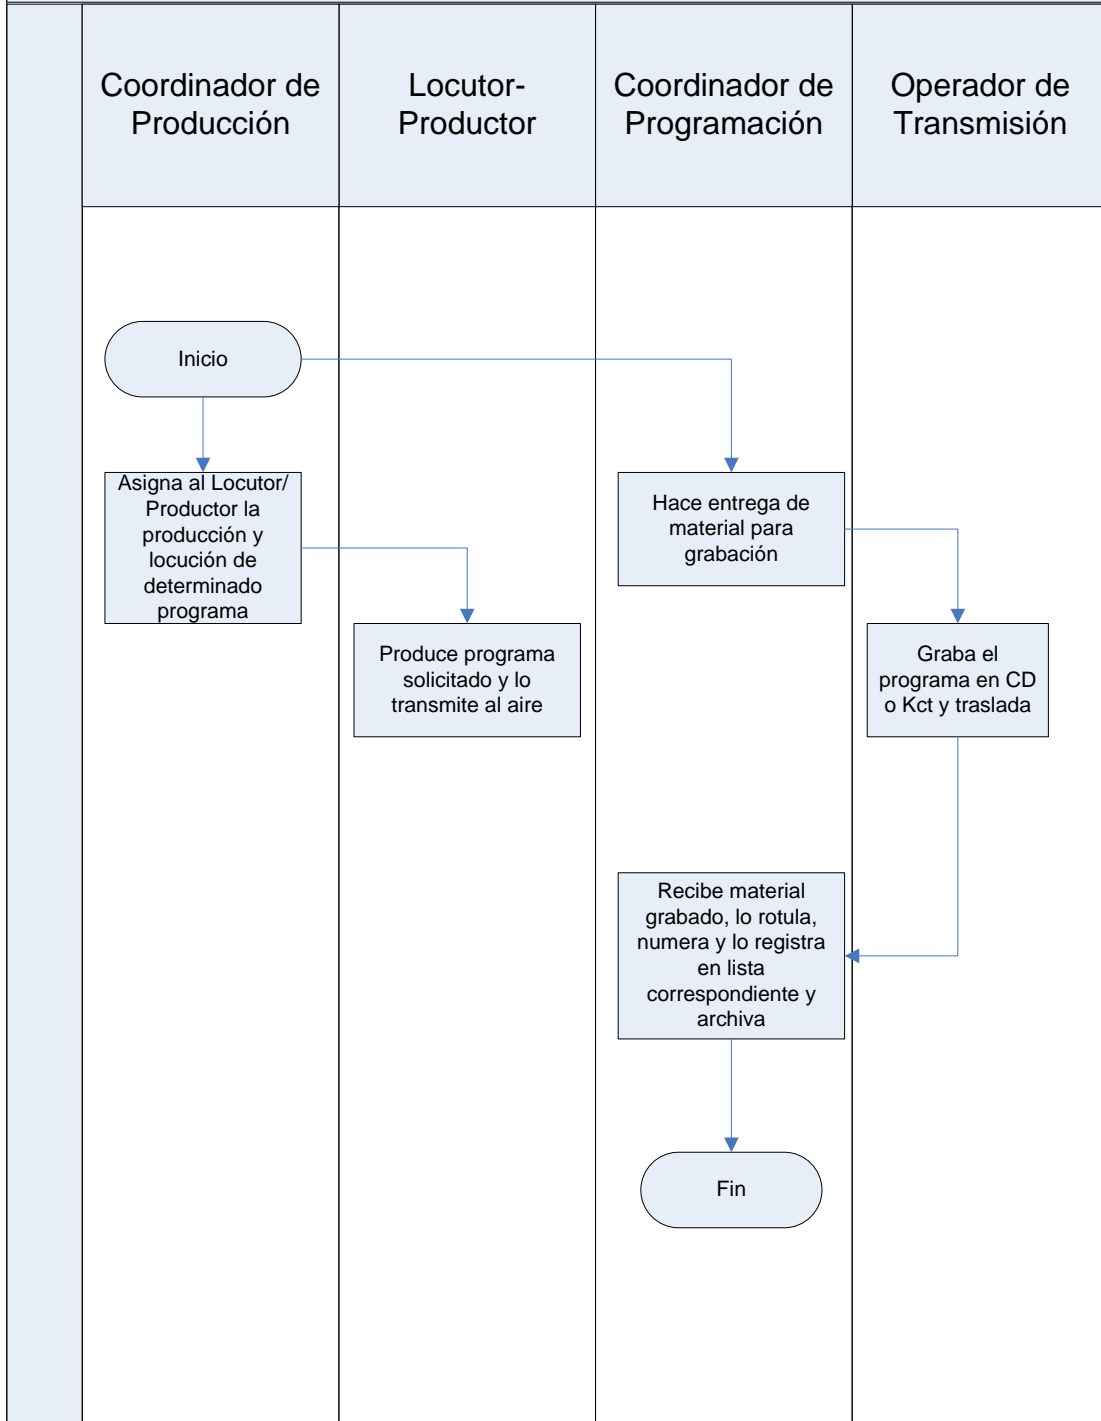 Coordinador de
Producción
Locutor-
Productor
Coordinador de
Programación
Operador de
Transmisión
Inicio
Asigna al Locutor/
Productor la
producción y
locución de
determinado
programa
Hace entrega de
material para
grabación
Produce programa
solicitado y lo
transmite al aire
Graba el
programa en CD
o Kct y traslada
Recibe material
grabado, lo rotula,
numera y lo registra
en lista
correspondiente y
archiva
Fin